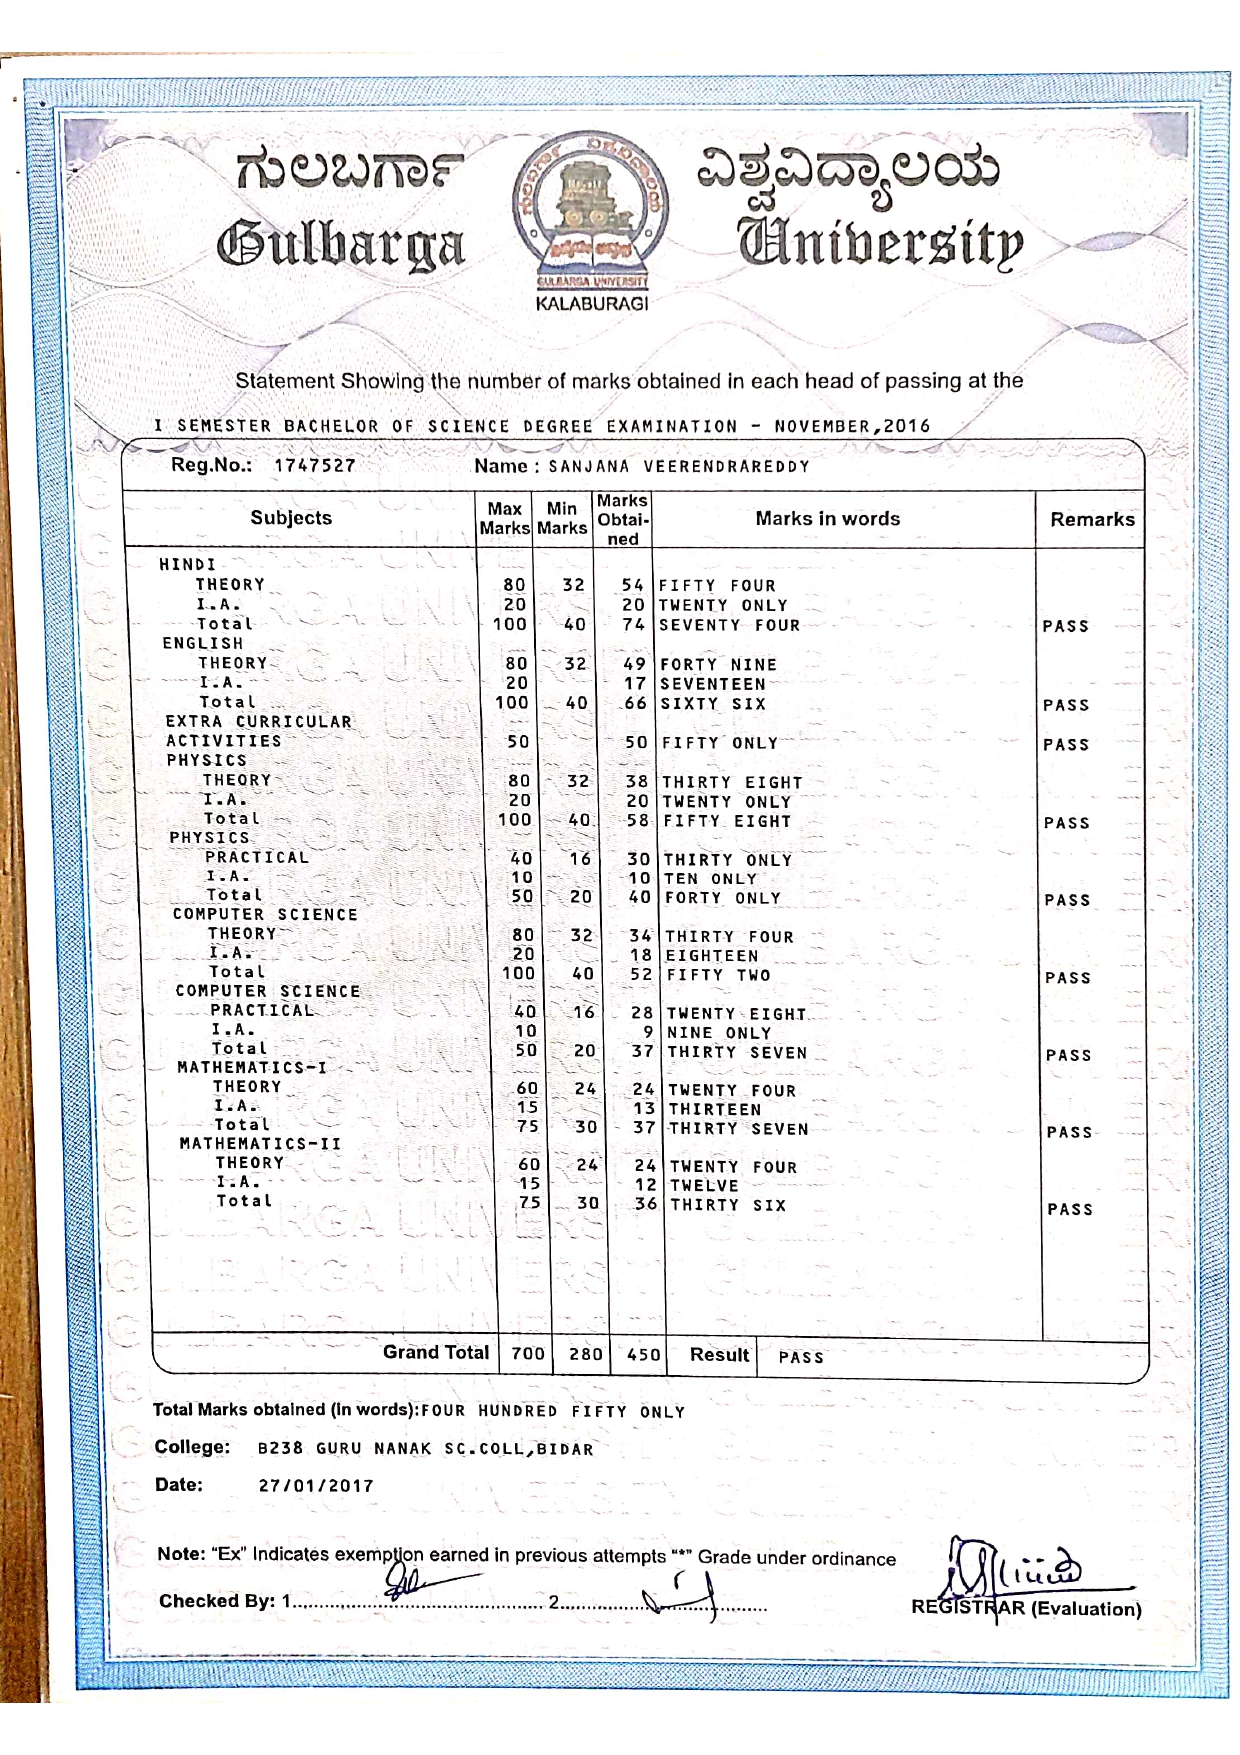 ಗುಲಬರ್ಗಾ ವಿಶ್ವವಿದ್ಯಾಲಯ
Gulbarga University
GULBARGA UNIVERSITY
KALABURAGI
Statement Showing the number of marks obtained in each head of passing at the
I SEMESTER BACHELOR OF SCIENCE DEGREE EXAMINATION - NOVEMBER,2016
Reg.No.: 1747527 Name : SANJANA VEERENDRAREDDY
Subjects Max Marks Min Marks Marks Obtai-ned Marks in words Remarks
HINDI
THEORY 80 32 54 FIFTY FOUR
I.A. 20 20 TWENTY ONLY
Total 100 40 74 SEVENTY FOUR PASS
ENGLISH
THEORY 80 32 49 FORTY NINE
I.A. 20 17 SEVENTEEN
Total 100 40 66 SIXTY SIX PASS
EXTRA CURRICULAR
ACTIVITIES 50 50 FIFTY ONLY PASS
PHYSICS
THEORY 80 32 38 THIRTY EIGHT
I.A. 20 20 TWENTY ONLY
Total 100 40 58 FIFTY EIGHT PASS
PHYSICS
PRACTICAL 40 16 30 THIRTY ONLY
I.A. 10 10 TEN ONLY
Total 50 20 40 FORTY ONLY PASS
COMPUTER SCIENCE
THEORY 80 32 34 THIRTY FOUR
I.A. 20 18 EIGHTEEN
Total 100 40 52 FIFTY TWO PASS
COMPUTER SCIENCE
PRACTICAL 40 16 28 TWENTY EIGHT
I.A. 10 9 NINE ONLY
Total 50 20 37 THIRTY SEVEN PASS
MATHEMATICS-I
THEORY 60 24 24 TWENTY FOUR
I.A. 15 13 THIRTEEN
Total 75 30 37 THIRTY SEVEN PASS
MATHEMATICS-II
THEORY 60 24 24 TWENTY FOUR
I.A. 15 12 TWELVE
Total 75 30 36 THIRTY SIX PASS
Grand Total 700 280 450 Result PASS
Total Marks obtained (In words):FOUR HUNDRED FIFTY ONLY
College: B238 GURU NANAK SC.COLL,BIDAR
Date: 27/01/2017
Note: "Ex" Indicates exemption earned in previous attempts "*" Grade under ordinance
Checked By: 1.................... 2....................
REGISTRAR (Evaluation)